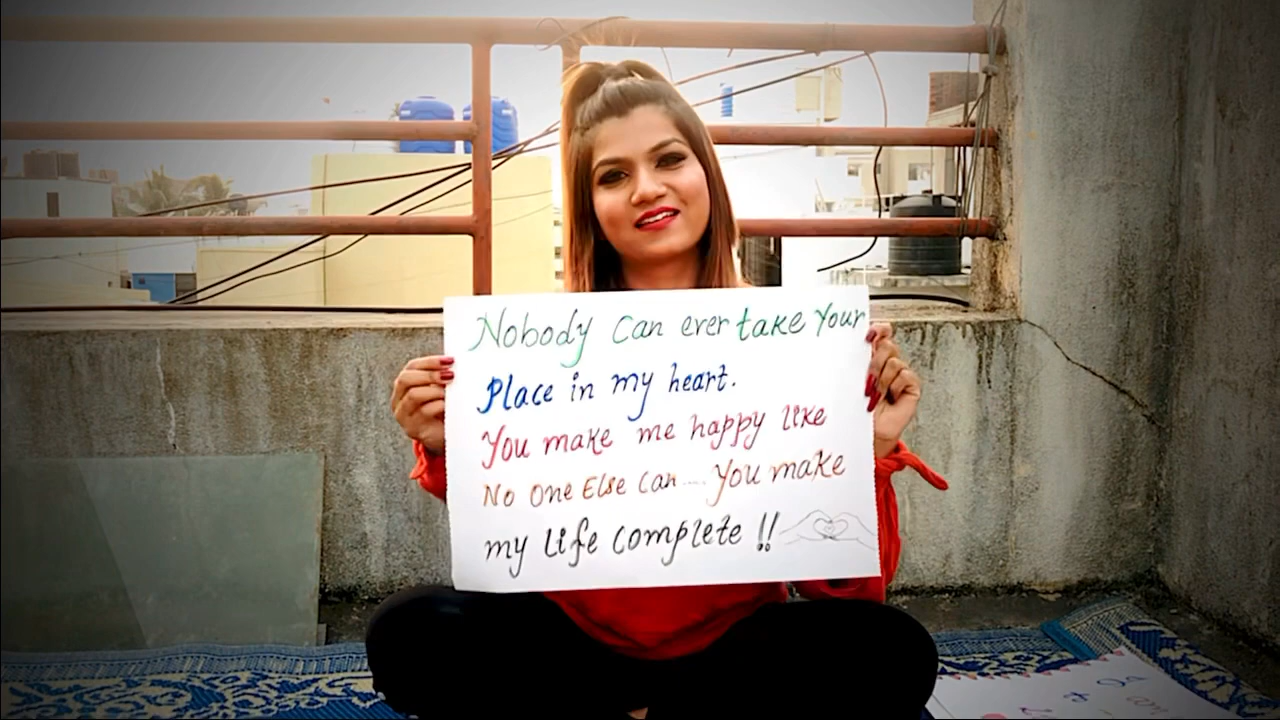 Nobody Can ever take Your
Place in my heart.
You make me happy like
No One Else Can.... You make
my Life Complete !!